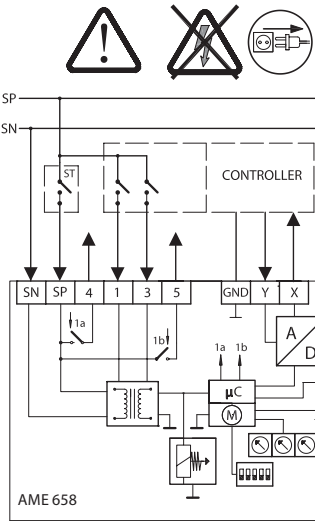 SP
SN
ST
CONTROLLER
SN SP 4 1 3 5 GND Y X
1a
1b
1a 1b
A
D
µC
M
AME 658